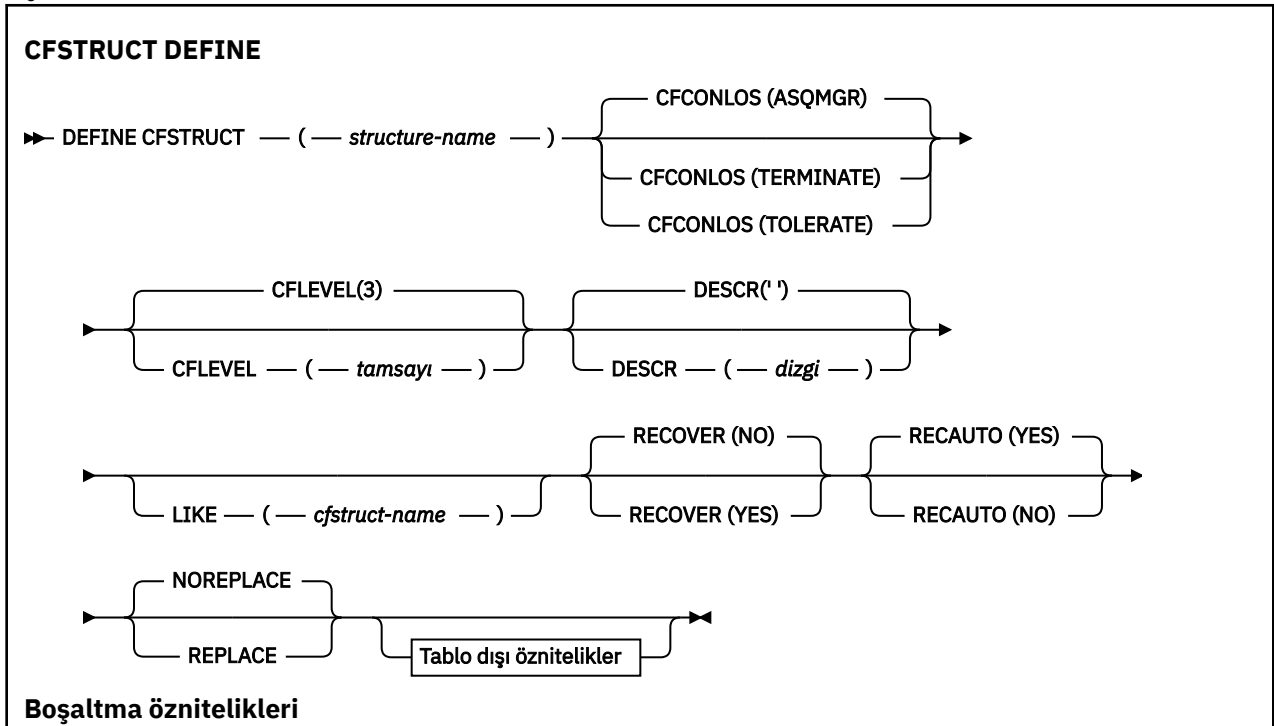 CFSTRUCT DEFINE
CFCONLOS (ASQMGR)
DEFINE CFSTRUCT ( structure-name )
CFCONLOS (TERMINATE)
CFCONLOS (TOLERATE)
CFLEVEL(3) DESCR(' ')
CFLEVEL ( tamsayı ) DESCR ( dizgi )
RECOVER (NO) RECAUTO (YES)
LIKE ( cfstruct-name ) RECOVER (YES) RECAUTO (NO)
NOREPLACE
REPLACE Tablo dışı öznitelikler
Boşaltma öznitelikleri